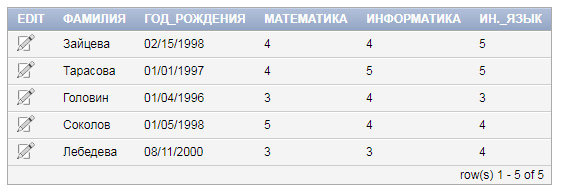 EDIT ФАМИЛИЯ ГОД_РОЖДЕНИЯ МАТЕМАТИКА ИНФОРМАТИКА ИН._ЯЗЫК
Зайцева 02/15/1998 4 4 5
Тарасова 01/01/1997 4 5 5
Головин 01/04/1996 3 4 3
Соколов 01/05/1998 5 4 4
Лебедева 08/11/2000 3 3 4
row(s) 1 - 5 of 5